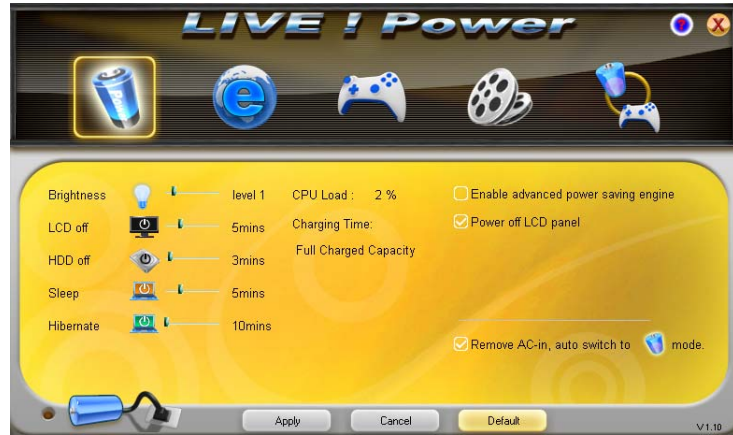 LIVE ! Power
Power
Brightness level 1 CPU Load : 2 % Enable advanced power saving engine
LCD off 5mins Charging Time: Power off LCD panel
Full Charged Capacity
HDD off 3mins
Sleep 5mins
Hibernate 10mins
Remove AC-in, auto switch to mode.
Apply Cancel Default
V1.10